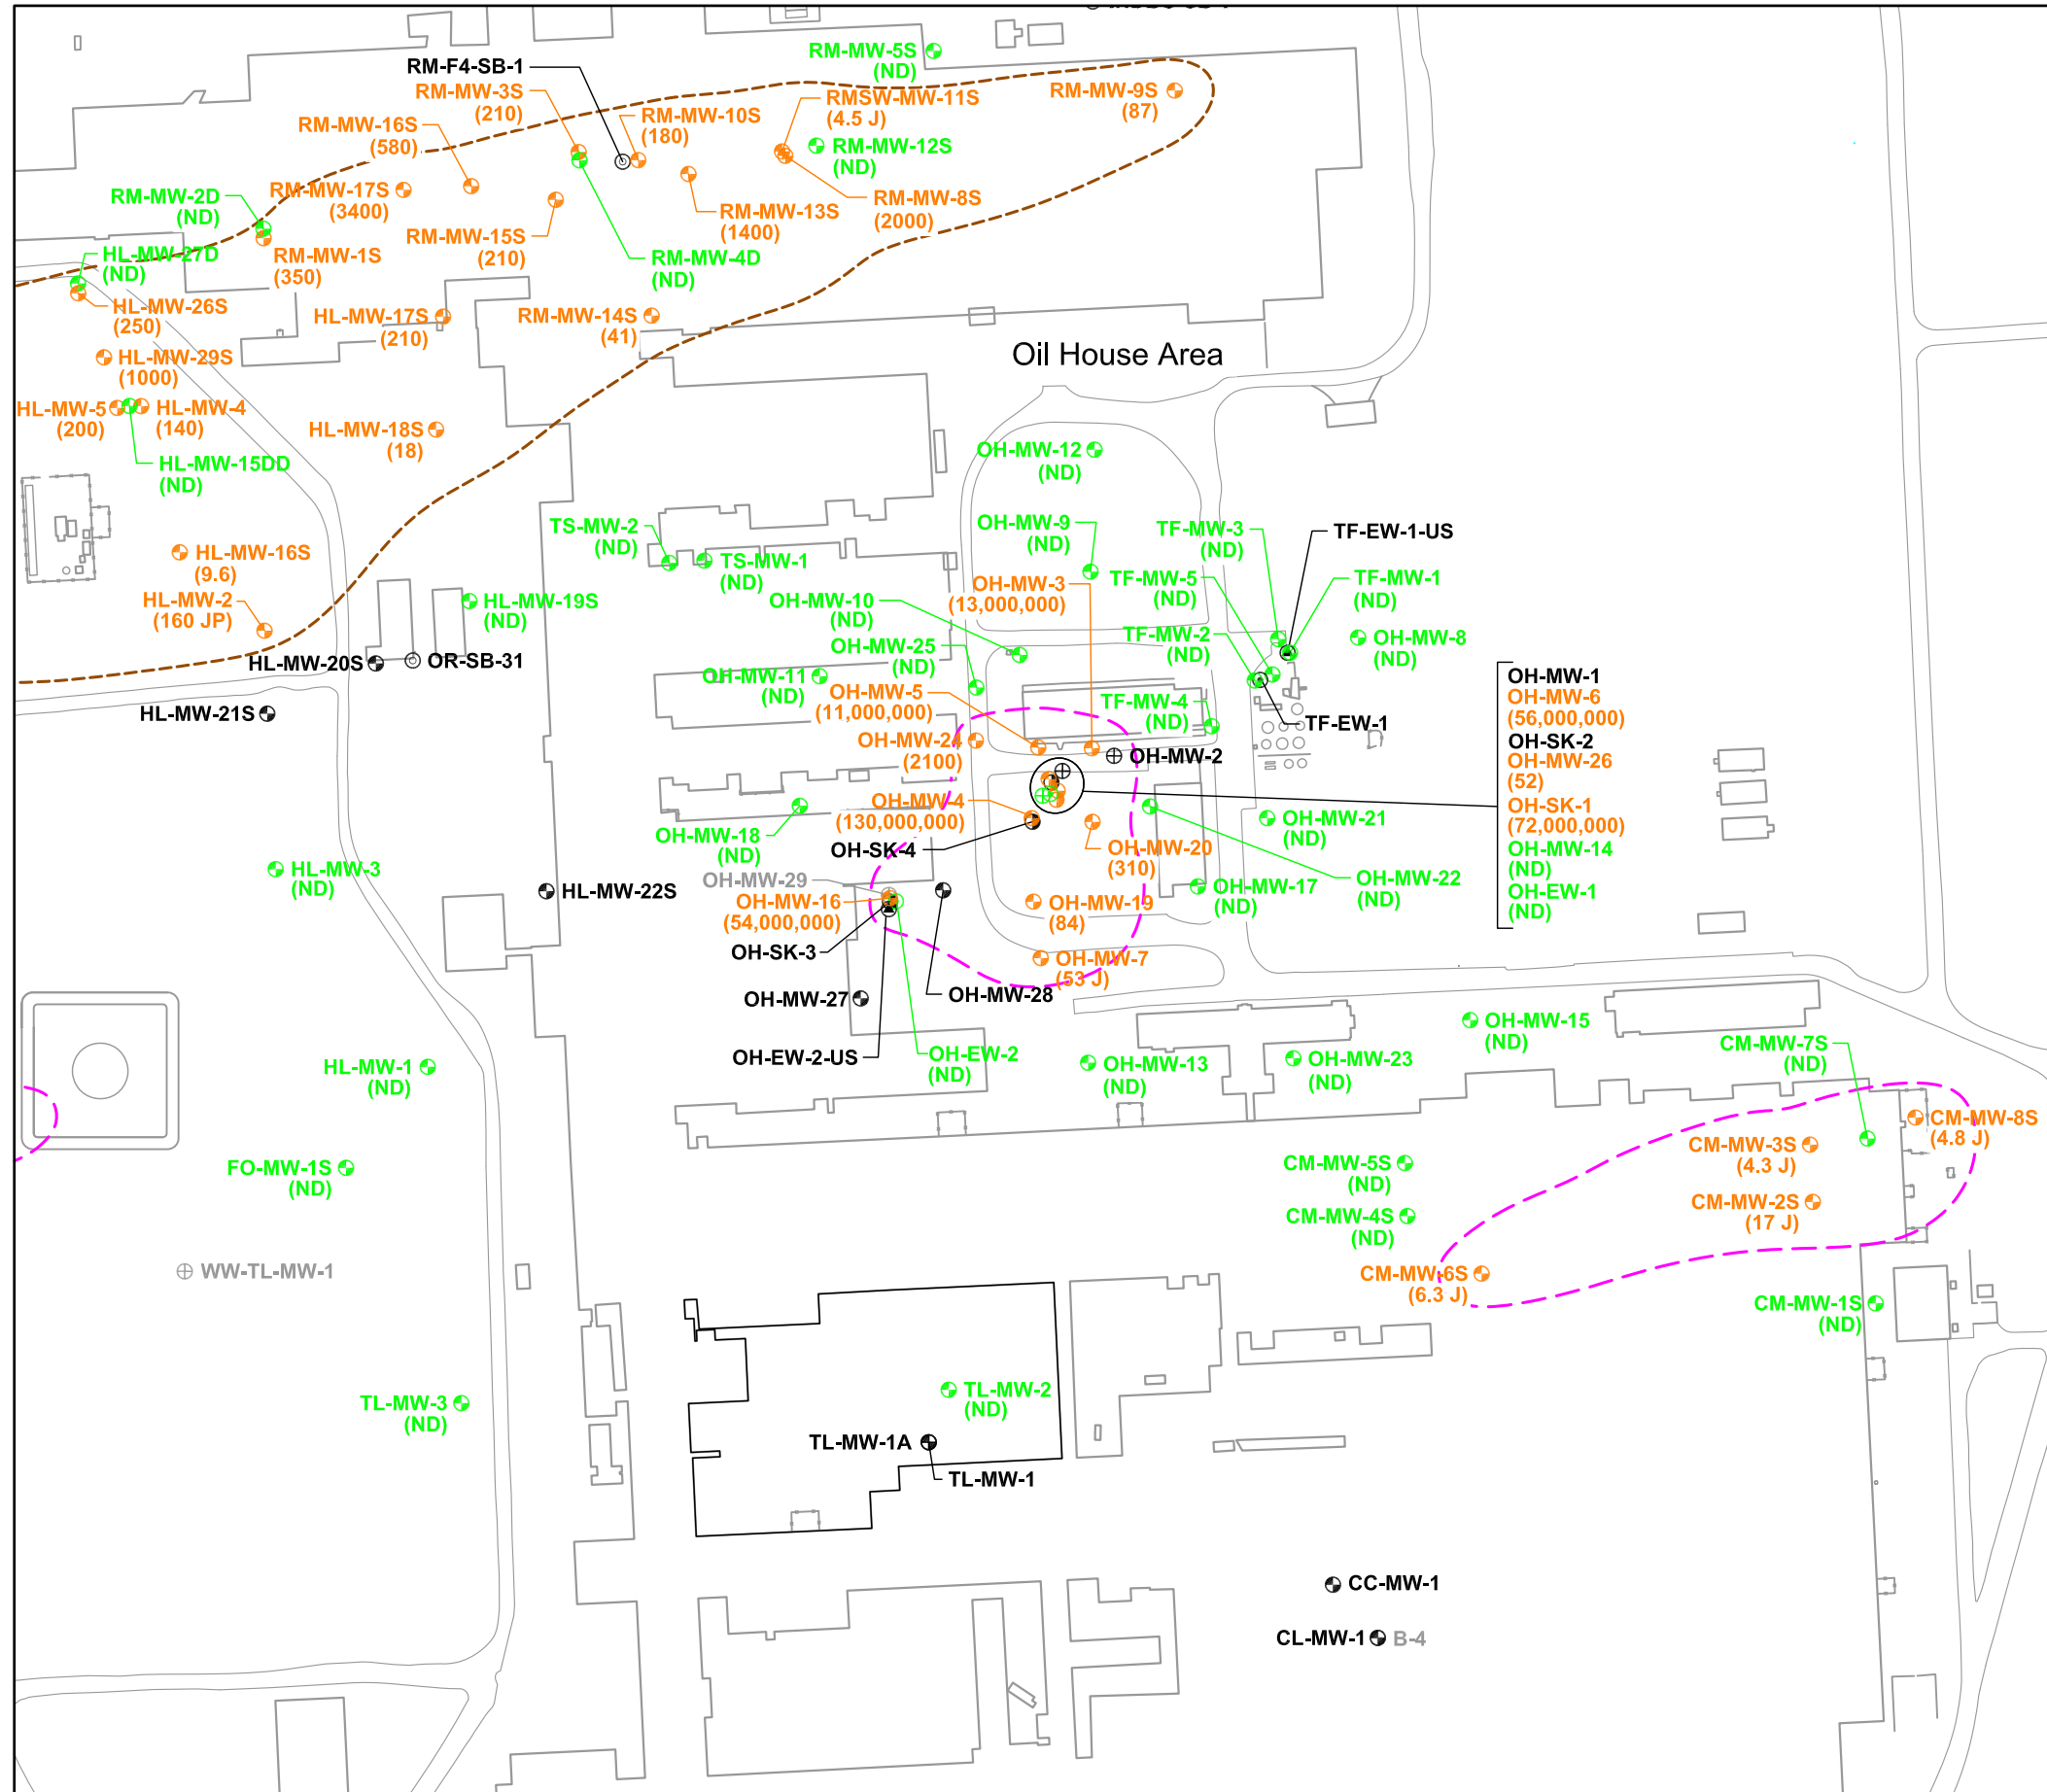 RM-MW-5S
(ND)
RM-F4-SB-1
RM-MW-3S
(210)
RM-MW-10S
(180)
RMSW-MW-11S
(4.5 J)
RM-MW-9S
(87)
RM-MW-16S
(580)
RM-MW-12S
(ND)
RM-MW-17S
(3400)
RM-MW-2D
(ND)
RM-MW-8S
(2000)
RM-MW-13S
(1400)
RM-MW-15S
(210)
RM-MW-4D
(ND)
RM-MW-1S
(350)
HL-MW-27D
(ND)
HL-MW-26S
(250)
HL-MW-17S
(210)
RM-MW-14S
(41)
HL-MW-29S
(1000)
Oil House Area
HL-MW-5
(200)
HL-MW-4
(140)
HL-MW-18S
(18)
HL-MW-15DD
(ND)
OH-MW-12
(ND)
TS-MW-2
(ND)
TS-MW-1
(ND)
OH-MW-9
(ND)
TF-MW-3
(ND)
TF-EW-1-US
HL-MW-16S
(9.6)
OH-MW-3
(13,000,000)
TF-MW-5
(ND)
TF-MW-1
(ND)
HL-MW-2
(160 JP)
HL-MW-19S
(ND)
OH-MW-10
(ND)
TF-MW-2
(ND)
OH-MW-8
(ND)
OH-MW-25
(ND)
HL-MW-20S
OR-SB-31
OH-MW-11
(ND)
OH-MW-5
(11,000,000)
TF-MW-4
(ND)
TF-EW-1
HL-MW-21S
OH-MW-24
(2100)
OH-MW-2
OH-MW-1
OH-MW-6
(56,000,000)
OH-SK-2
OH-MW-26
(52)
OH-SK-1
(72,000,000)
OH-MW-14
(ND)
OH-EW-1
(ND)
OH-MW-4
(130,000,000)
OH-MW-18
(ND)
OH-SK-4
OH-MW-20
(310)
OH-MW-21
(ND)
HL-MW-3
(ND)
OH-MW-29
HL-MW-22S
OH-MW-16
(54,000,000)
OH-MW-19
(84)
OH-MW-17
(ND)
OH-MW-22
(ND)
OH-SK-3
OH-MW-7
(53 J)
OH-MW-27
OH-MW-28
OH-EW-2-US
OH-EW-2
(ND)
OH-MW-13
(ND)
OH-MW-23
(ND)
OH-MW-15
(ND)
CM-MW-7S
(ND)
HL-MW-1
(ND)
CM-MW-8S
(4.8 J)
CM-MW-3S
(4.3 J)
FO-MW-1S
(ND)
CM-MW-5S
(ND)
CM-MW-2S
(17 J)
CM-MW-4S
(ND)
WW-TL-MW-1
CM-MW-6S
(6.3 J)
CM-MW-1S
(ND)
TL-MW-3
(ND)
TL-MW-2
(ND)
TL-MW-1A
TL-MW-1
CC-MW-1
CL-MW-1
B-4